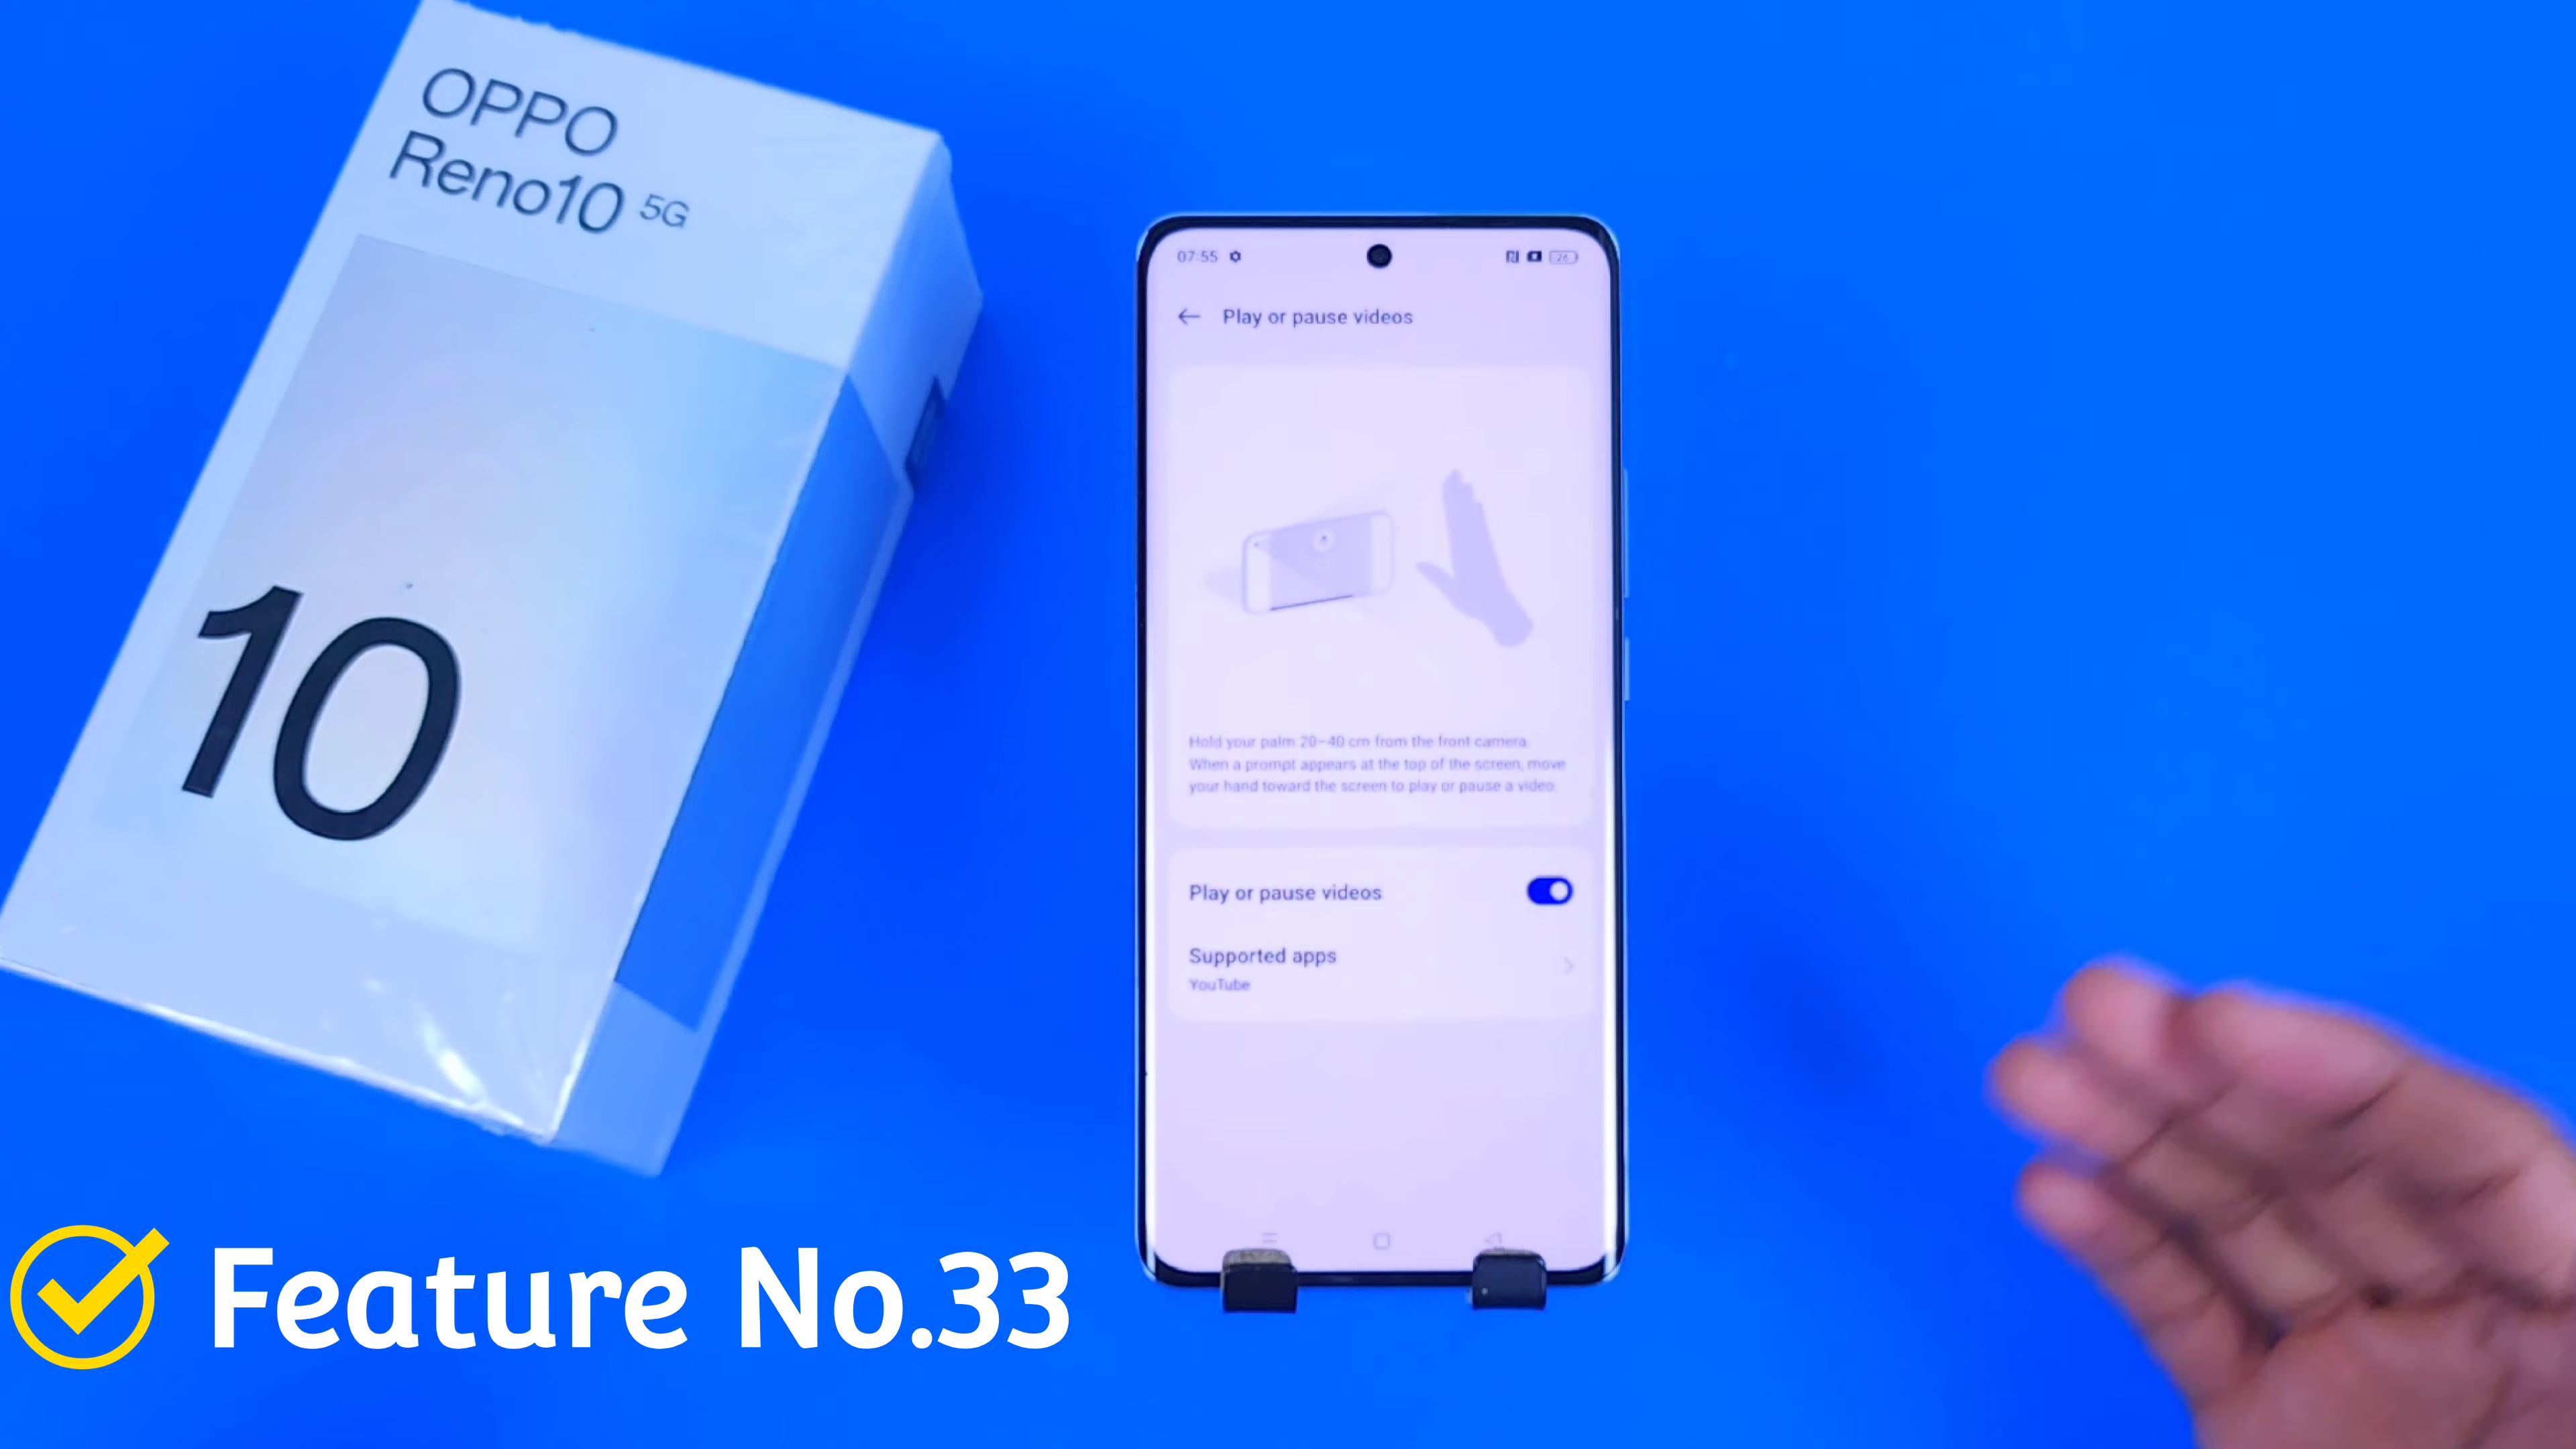 OPPO
Reno10 5G
10
07:55
26
Play or pause videos
Hold your palm 20–40 cm from the front camera.
When a prompt appears at the top of the screen, move
your hand toward the screen to play or pause a video.
Play or pause videos
Supported apps
YouTube
Feature No.33